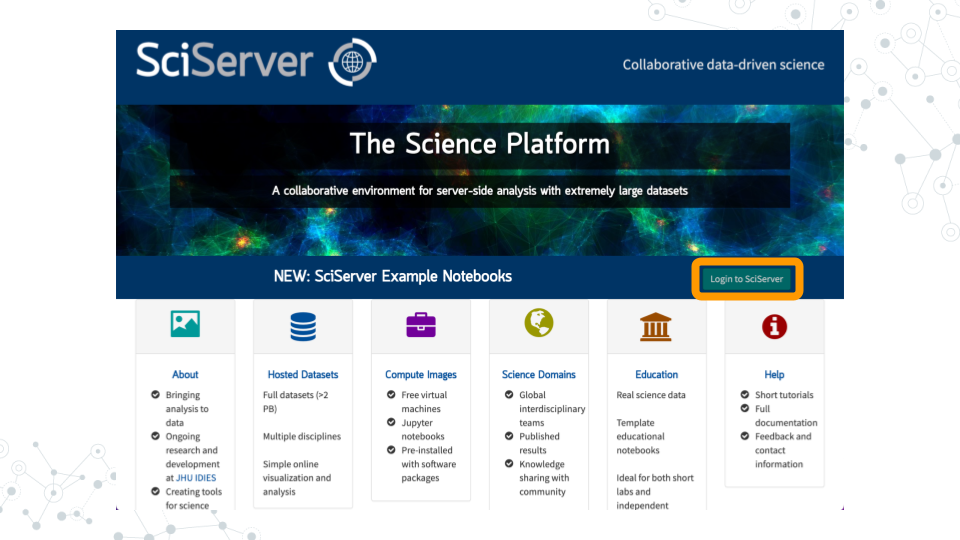 SciServer
Collaborative data-driven science
The Science Platform
A collaborative environment for server-side analysis with extremely large datasets
NEW: SciServer Example Notebooks
Login to SciServer
About
Bringing
analysis to
data
Ongoing
research and
development
at JHU IDIES
Creating tools
for science
Hosted Datasets
Full datasets (>2
PB)
Multiple disciplines
Simple online
visualization and
analysis
Compute Images
Free virtual
machines
Jupyter
notebooks
Pre-installed
with software
packages
Science Domains
Global
interdisciplinary
teams
Published
results
Knowledge
sharing with
community
Education
Real science data
Template
educational
notebooks
Ideal for both short
labs and
independent
Help
Short tutorials
Full
documentation
Feedback and
contact
information